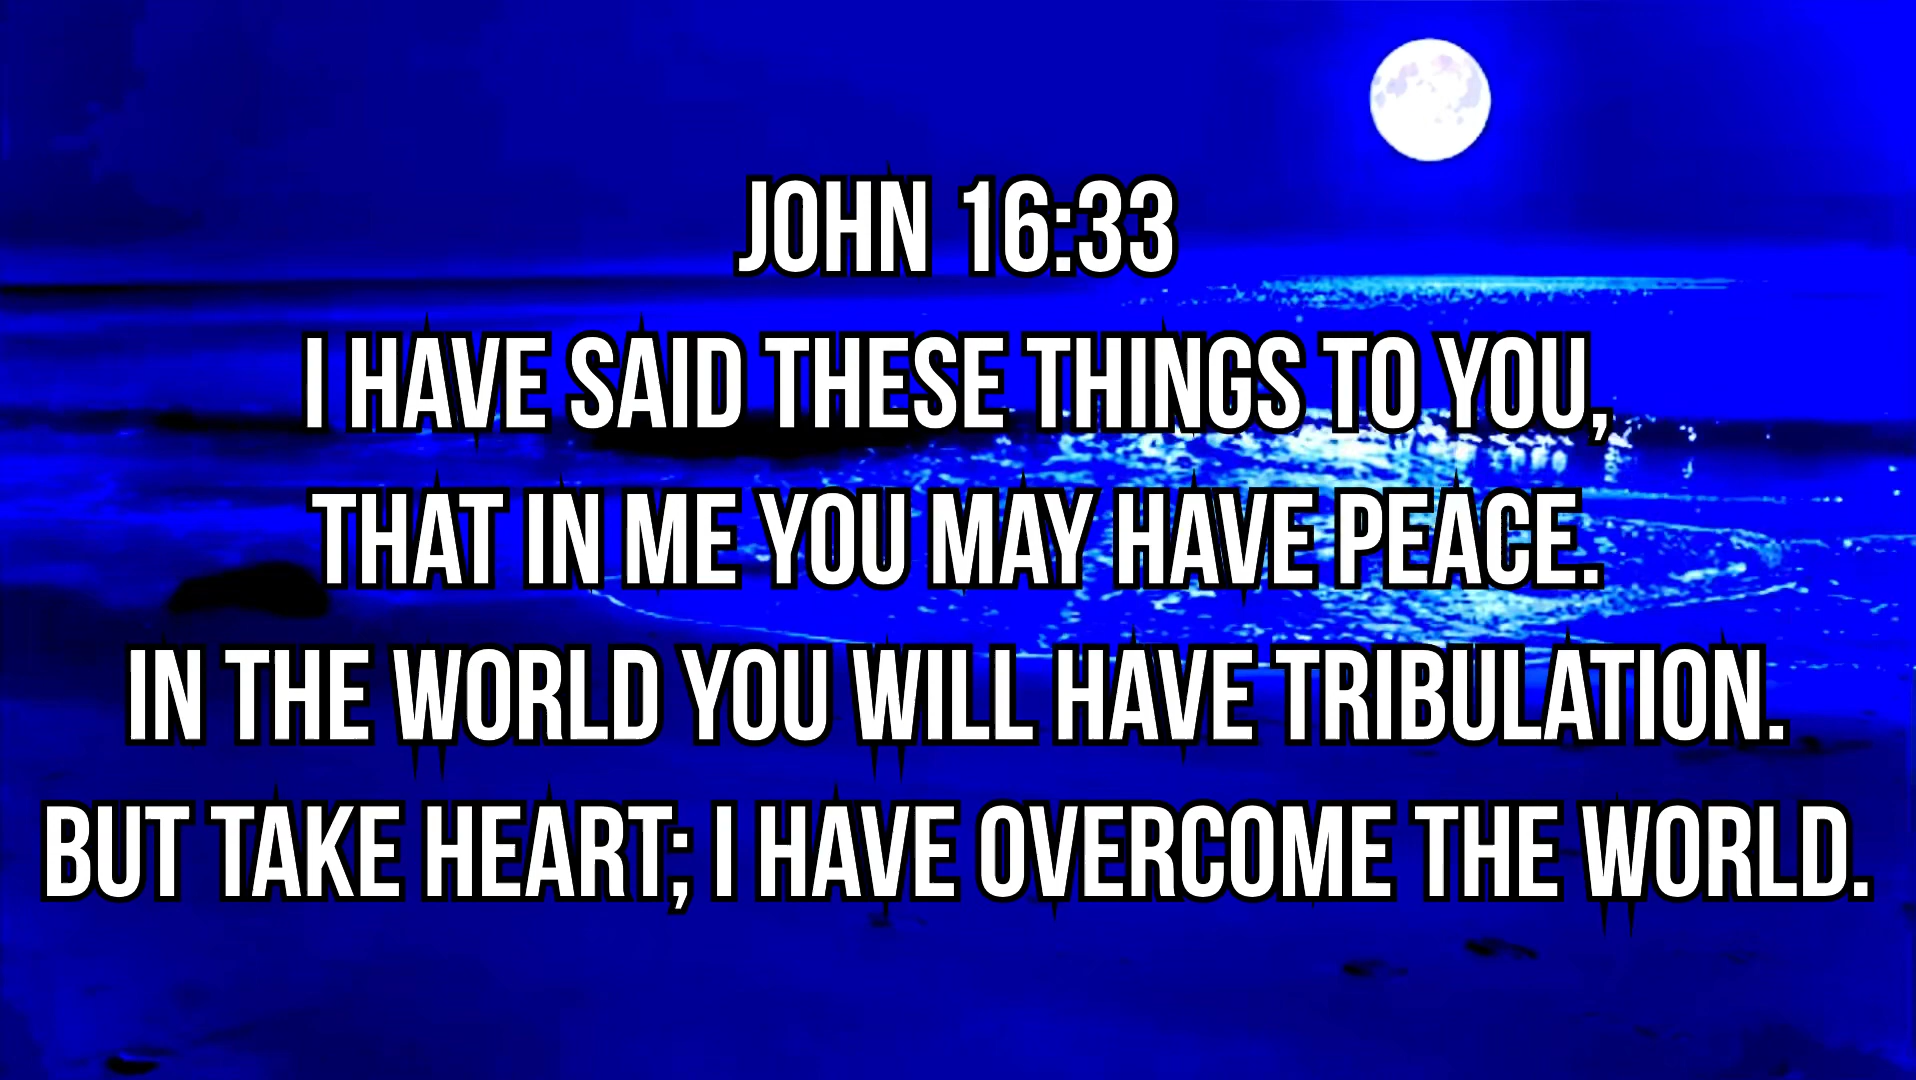 JOHN 16:33
I HAVE SAID THESE THINGS TO YOU,
THAT IN ME YOU MAY HAVE PEACE.
IN THE WORLD YOU WILL HAVE TRIBULATION.
BUT TAKE HEART; I HAVE OVERCOME THE WORLD.